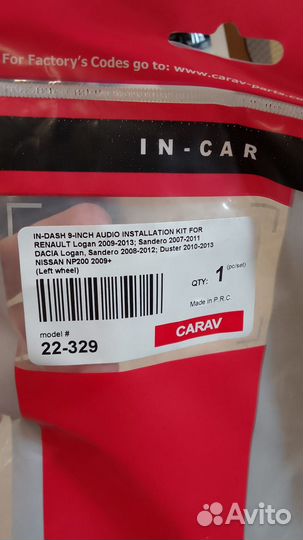 For Factory's Codes go to:
www.carav-parts.
IN-CAR
IN-DASH 9-INCH AUDIO INSTALLATION KIT FOR
RENAULT Logan 2009-2013; Sandero 2007-2011
DACIA Logan, Sandero 2008-2012; Duster 2010-2013
NISSAN NP200 2009+
(Left wheel)
QTY: 1 (pc/set)
Made in P.R.C.
model #
22-329
CARAV
Avito